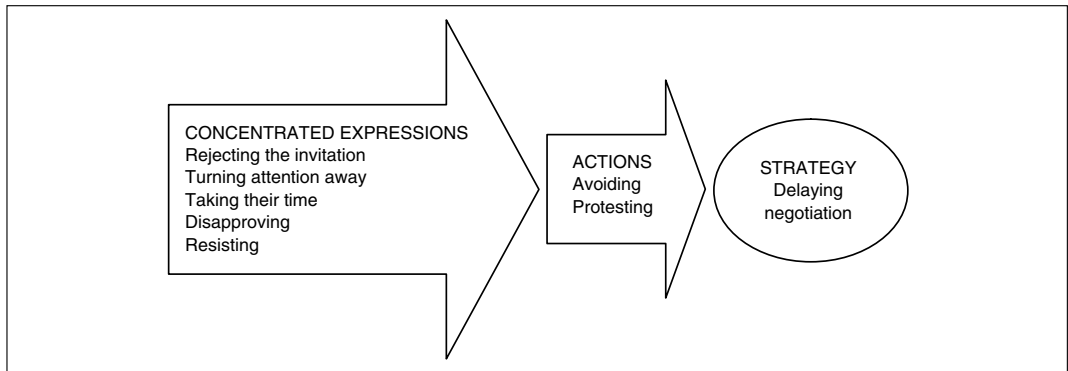 CONCENTRATED EXPRESSIONS
Rejecting the invitation
Turning attention away
Taking their time
Disapproving
Resisting
ACTIONS
Avoiding
Protesting
STRATEGY
Delaying
negotiation